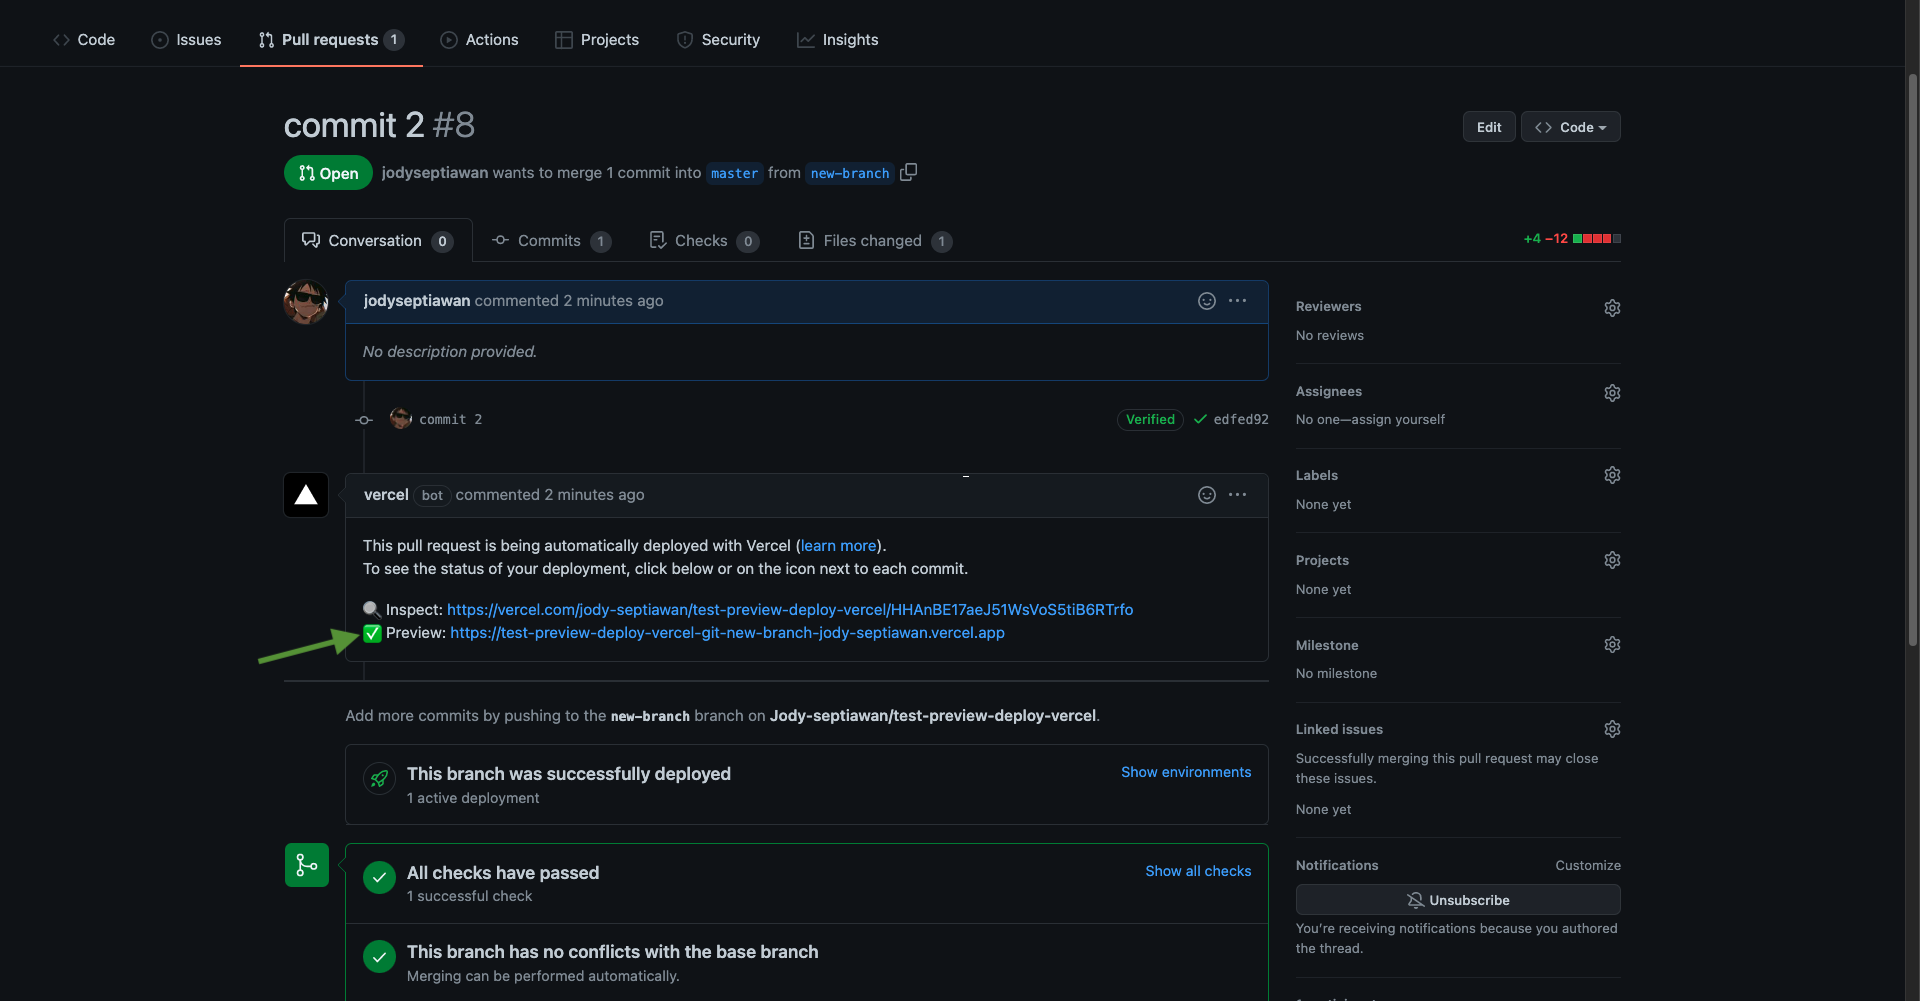 Code Issues Pull requests 1 Actions Projects Security Insights
commit 2 #8
Edit Code
Open jodyseptiawan wants to merge 1 commit into master from new-branch
Conversation 0 Commits 1 Checks 0 Files changed 1
+4 −12
jodyseptiawan commented 2 minutes ago
No description provided.
commit 2 Verified edfed92
vercel bot commented 2 minutes ago
This pull request is being automatically deployed with Vercel (learn more).
To see the status of your deployment, click below or on the icon next to each commit.
Inspect: https://vercel.com/jody-septiawan/test-preview-deploy-vercel/HHAnBE17aeJ51WsVoS5tiB6RTrfo
Preview: https://test-preview-deploy-vercel-git-new-branch-jody-septiawan.vercel.app
Add more commits by pushing to the new-branch branch on Jody-septiawan/test-preview-deploy-vercel.
This branch was successfully deployed
1 active deployment
Show environments
All checks have passed
1 successful check
Show all checks
This branch has no conflicts with the base branch
Merging can be performed automatically.
Reviewers
No reviews
Assignees
No one—assign yourself
Labels
None yet
Projects
None yet
Milestone
No milestone
Linked issues
Successfully merging this pull request may close
these issues.
None yet
Notifications Customize
Unsubscribe
You're receiving notifications because you authored
the thread.